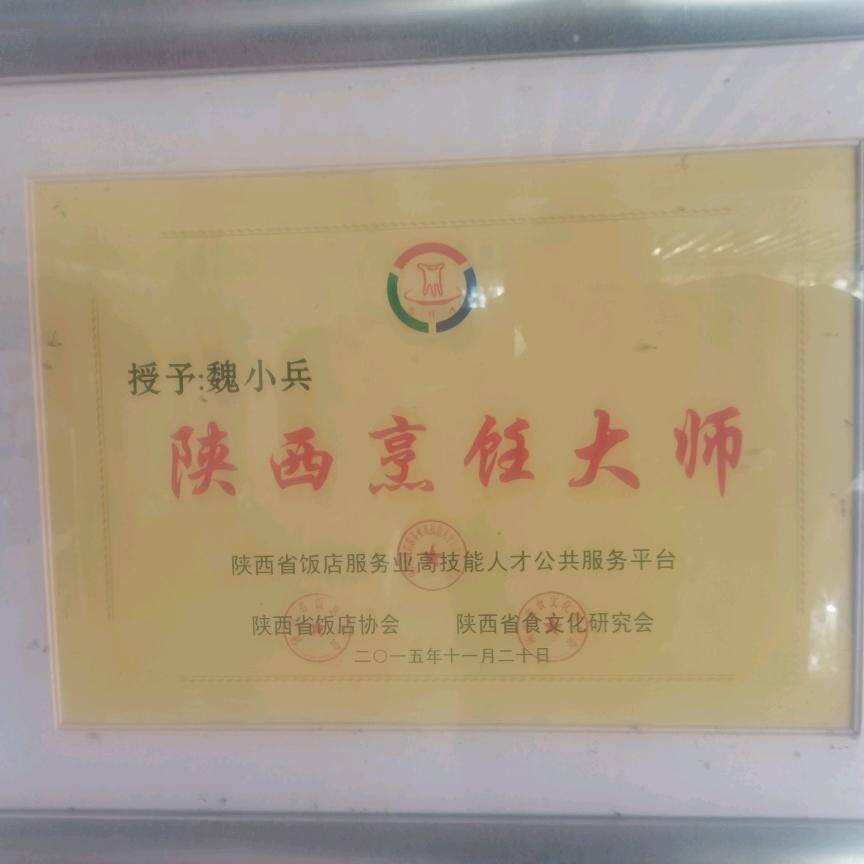 授予:魏小兵
陕西烹饪大师
陕西省饭店服务业高技能人才公共服务平台
陕西省饭店协会 陕西省食文化研究会
二〇一五年十一月二十日